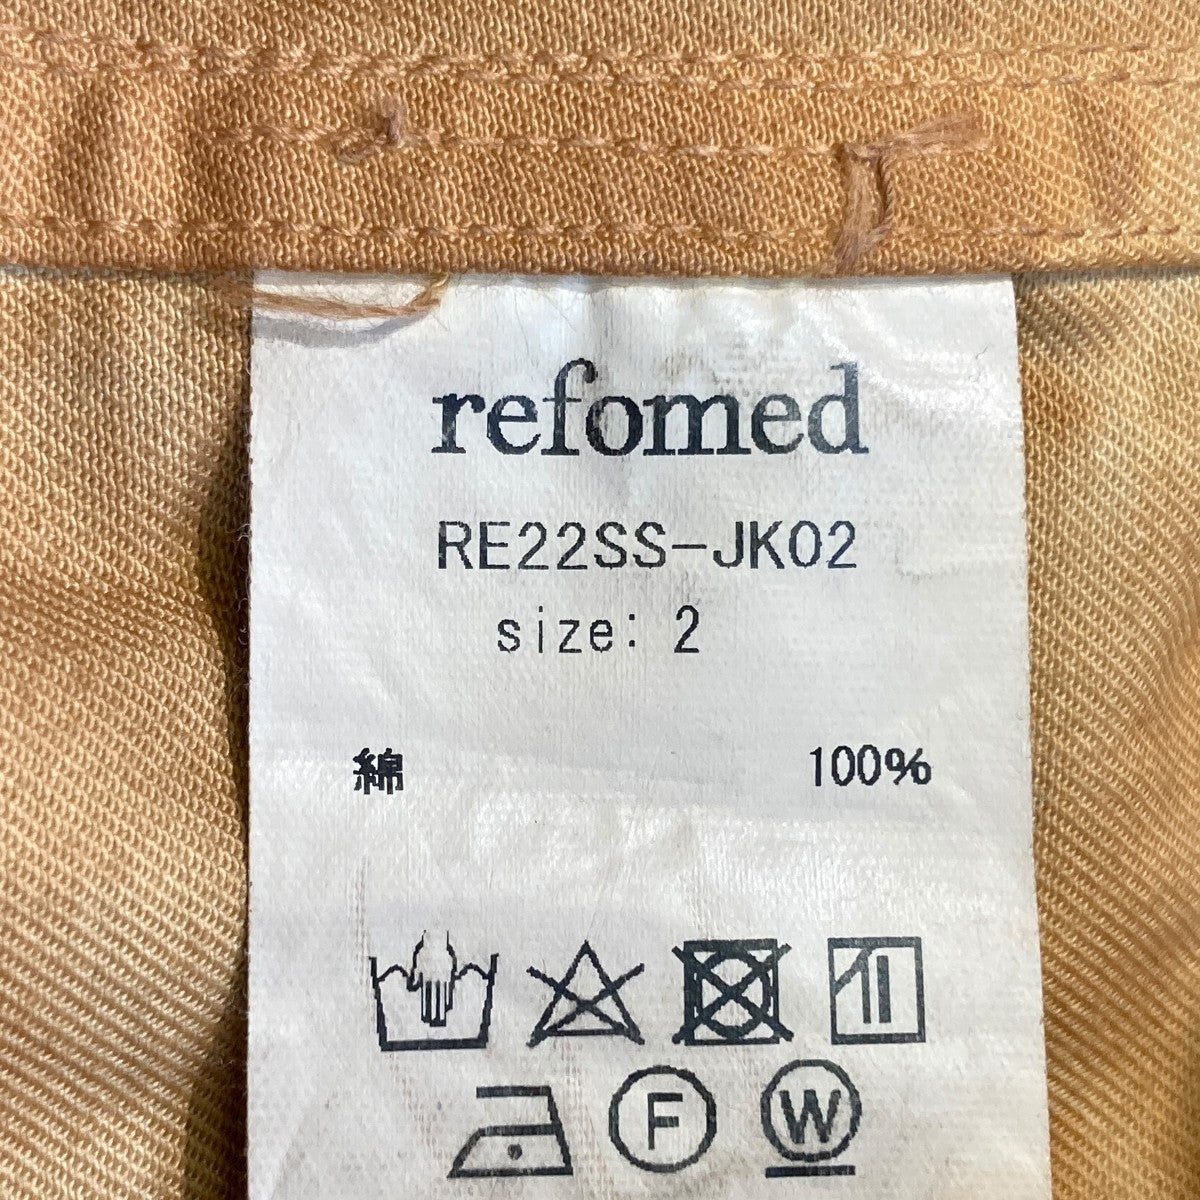 refomed
RE22SS-JK02
size: 2
綿 100%
F W